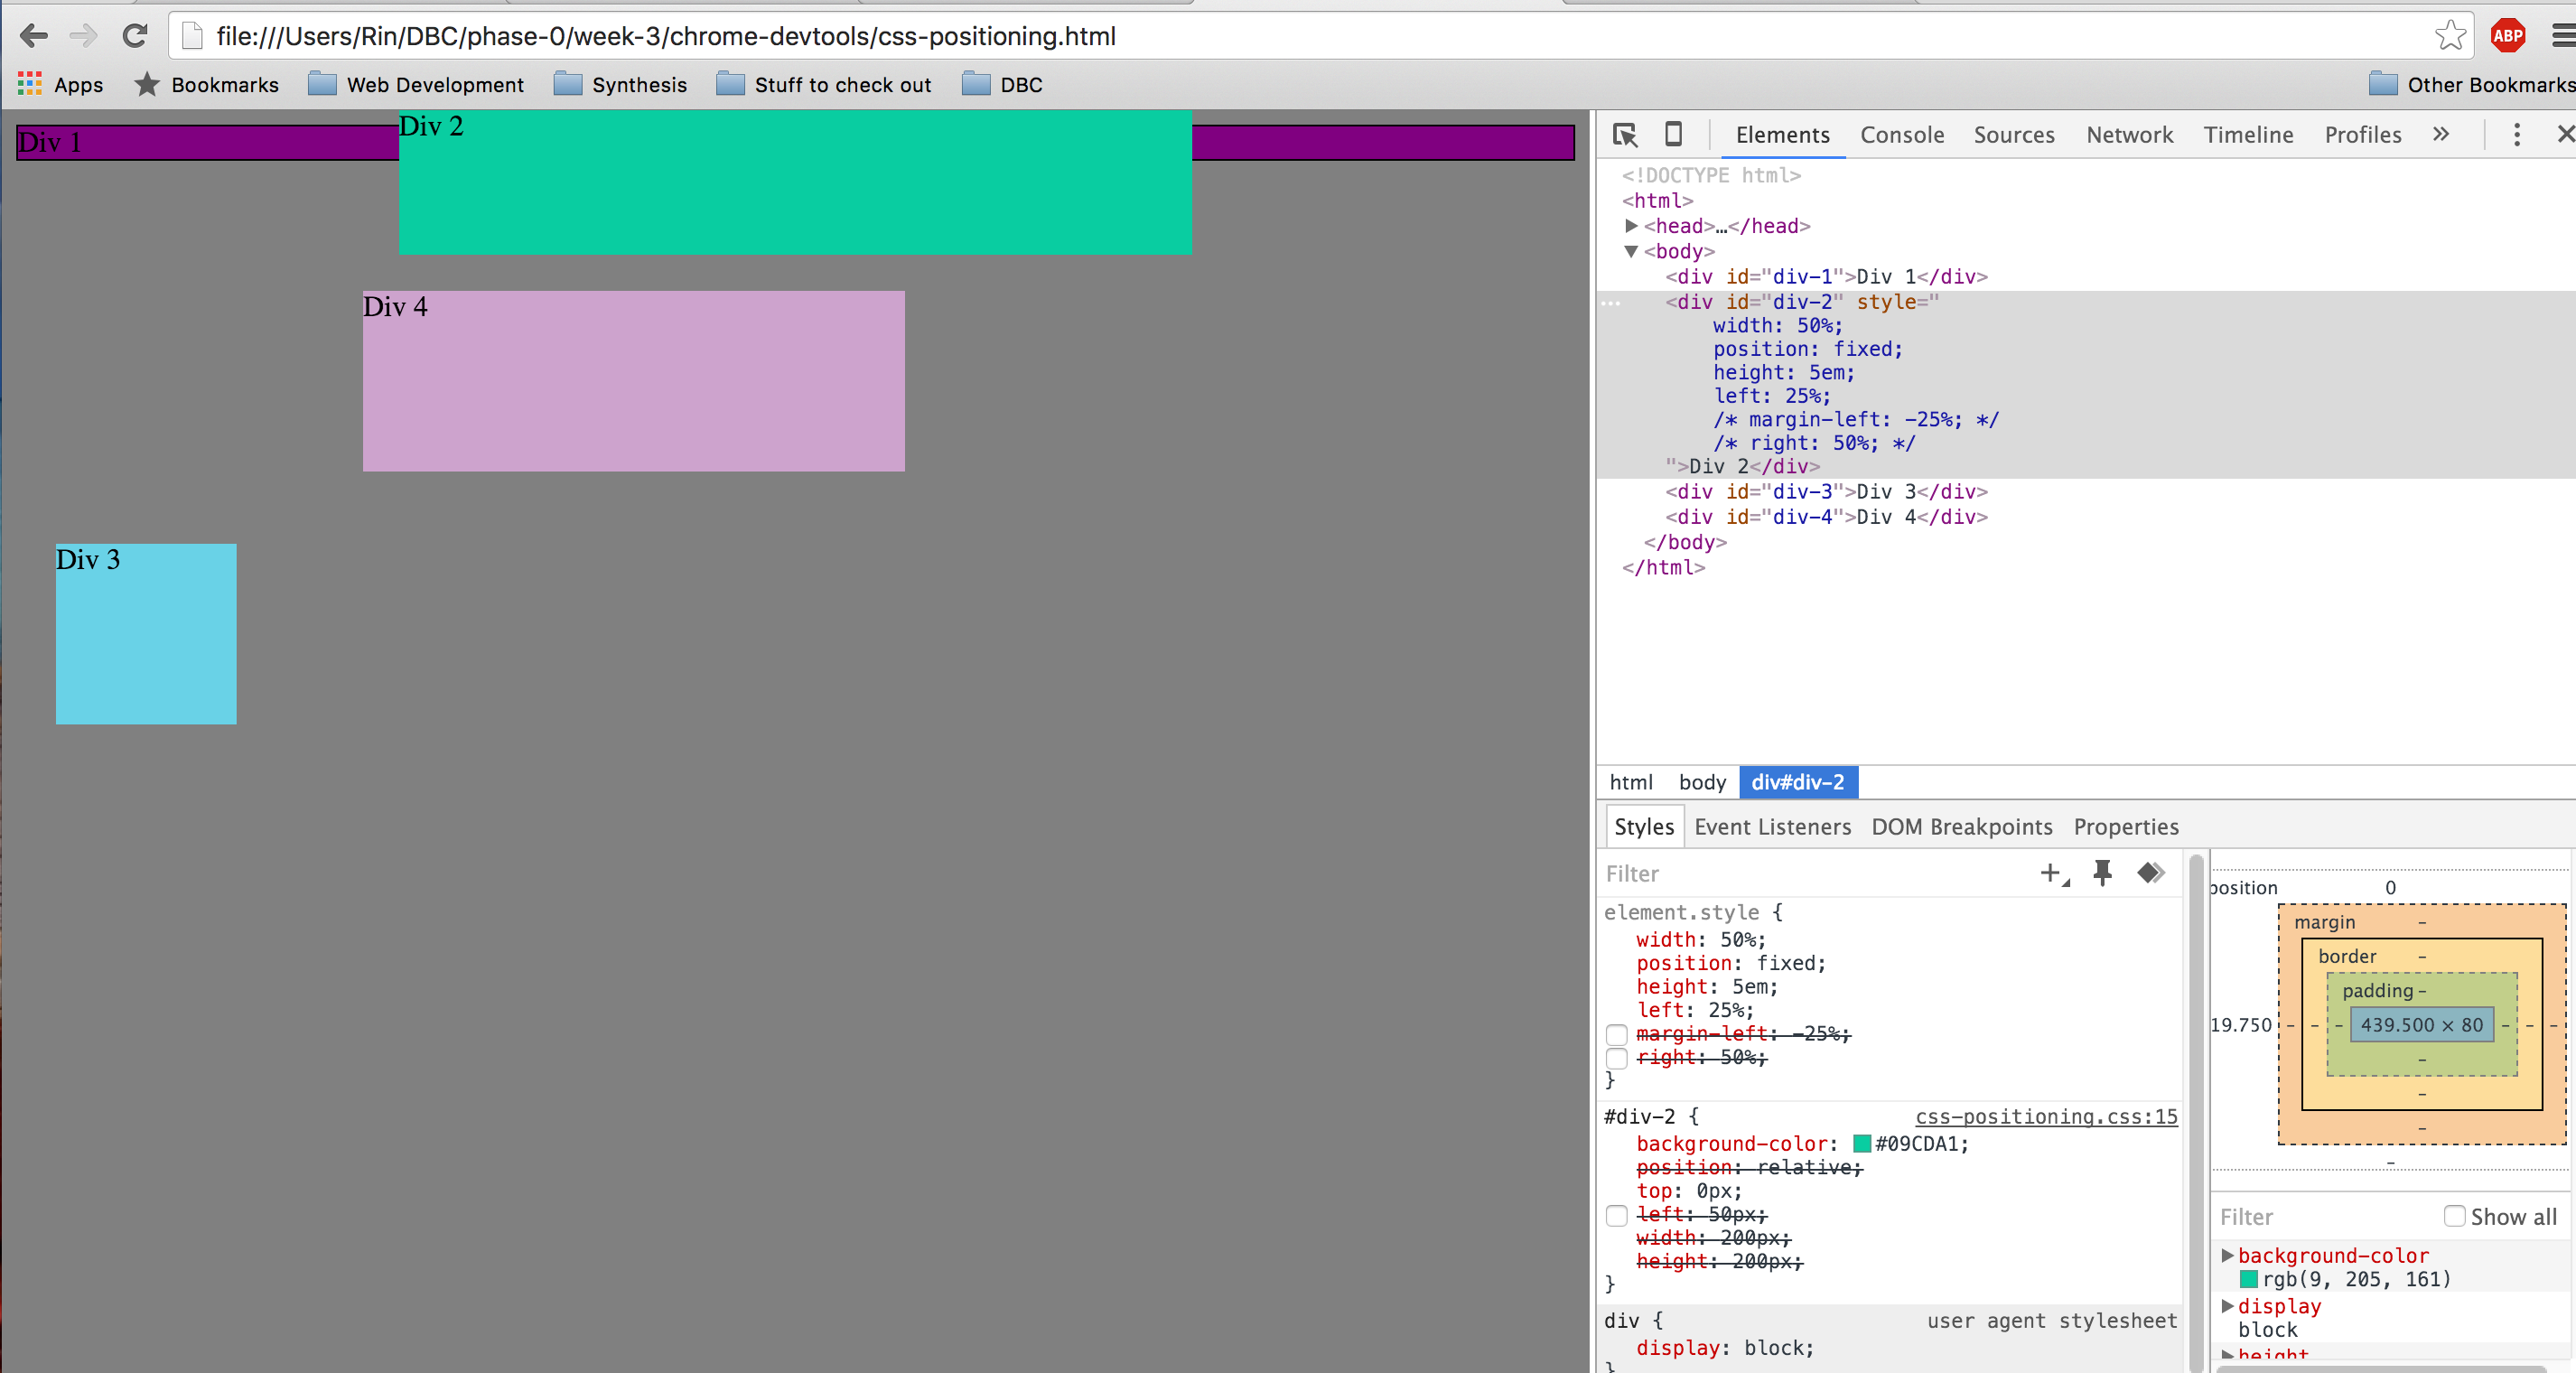 file:///Users/Rin/DBC/phase-0/week-3/chrome-devtools/css-positioning.html
ABP
Apps Bookmarks Web Development Synthesis Stuff to check out DBC Other Bookmarks
Div 1
Div 2
Div 4
Div 3
Elements Console Sources Network Timeline Profiles »
<!DOCTYPE html>
<html>
<head>…</head>
<body>
<div id="div-1">Div 1</div>
<div id="div-2" style="
width: 50%;
position: fixed;
height: 5em;
left: 25%;
/* margin-left: -25%; */
/* right: 50%; */
">Div 2</div>
<div id="div-3">Div 3</div>
<div id="div-4">Div 4</div>
</body>
</html>
html body div#div-2
Styles Event Listeners DOM Breakpoints Properties
Filter
element.style {
width: 50%;
position: fixed;
height: 5em;
left: 25%;
margin-left: -25%;
right: 50%;
}
#div-2 { css-positioning.css:15
background-color: #09CDA1;
position: relative;
top: 0px;
left: 50px;
width: 200px;
height: 200px;
}
div { user agent stylesheet
display: block;
}
position 0
margin -
border -
padding -
19.750 - - - 439.500 × 80 - - -
-
-
-
-
Filter Show all
background-color
rgb(9, 205, 161)
display
block
height